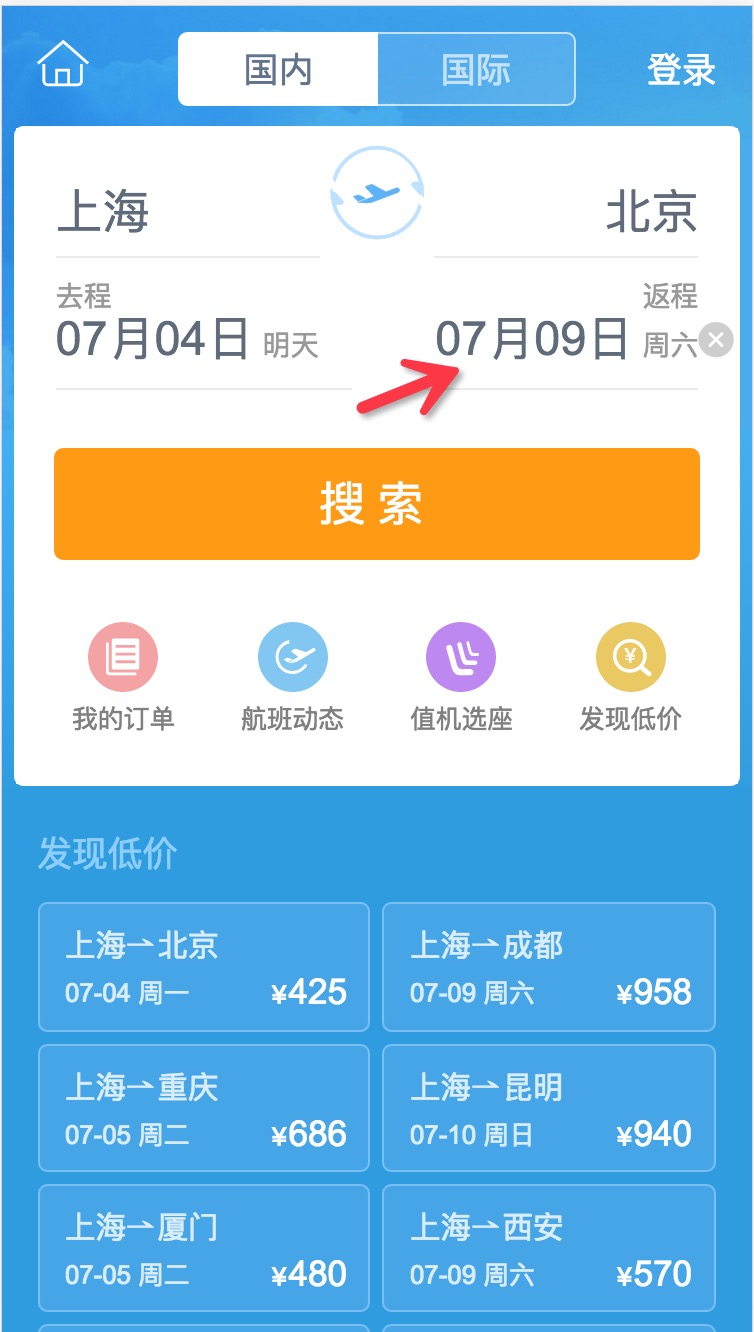 国内 国际 登录
上海 北京
去程 返程
07月04日 明天 07月09日 周六
搜 索
¥
我的订单 航班动态 值机选座 发现低价
发现低价
上海 北京 上海 成都
07-04 周一 ¥425 07-09 周六 ¥958
上海 重庆 上海 昆明
07-05 周二 ¥686 07-10 周日 ¥940
上海 厦门 上海 西安
07-05 周二 ¥480 07-09 周六 ¥570